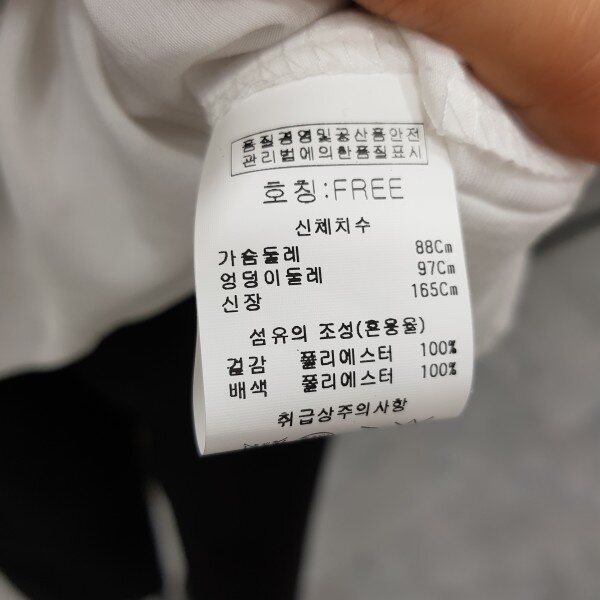 품질경영및공산품안전
관리법에의한품질표시
호칭:FREE
신체치수
가슴둘레 88Cm
엉덩이둘레 97Cm
신장 165Cm
섬유의 조성(혼용율)
겉감 폴리에스터 100%
배색 폴리에스터 100%
취급상주의사항